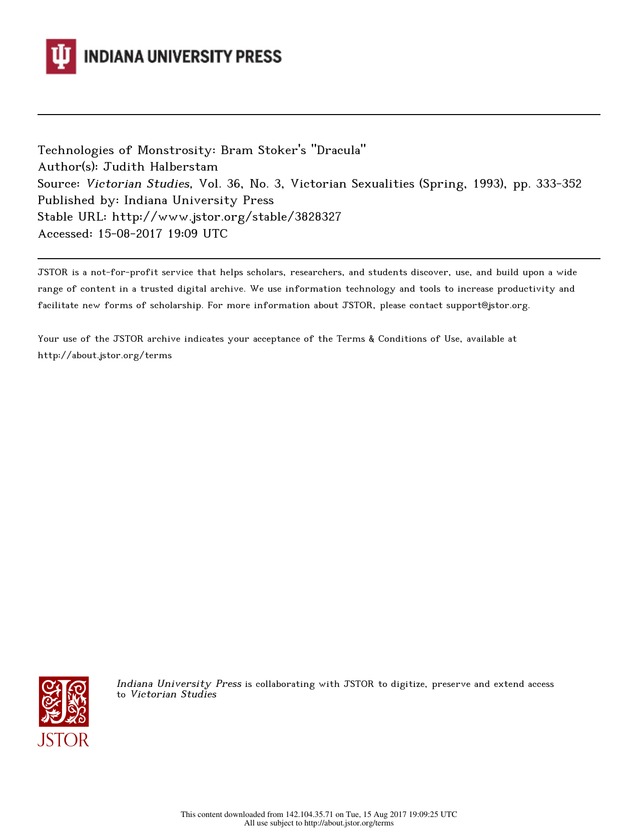 INDIANA UNIVERSITY PRESS
Technologies of Monstrosity: Bram Stoker's "Dracula"
Author(s): Judith Halberstam
Source: Victorian Studies, Vol. 36, No. 3, Victorian Sexualities (Spring, 1993), pp. 333-352
Published by: Indiana University Press
Stable URL: http://www.jstor.org/stable/3828327
Accessed: 15-08-2017 19:09 UTC
JSTOR is a not-for-profit service that helps scholars, researchers, and students discover, use, and build upon a wide
range of content in a trusted digital archive. We use information technology and tools to increase productivity and
facilitate new forms of scholarship. For more information about JSTOR, please contact support@jstor.org.
Your use of the JSTOR archive indicates your acceptance of the Terms & Conditions of Use, available at
http://about.jstor.org/terms
Indiana University Press is collaborating with JSTOR to digitize, preserve and extend access
to Victorian Studies
JSTOR
This content downloaded from 142.104.35.71 on Tue, 15 Aug 2017 19:09:25 UTC
All use subject to http://about.jstor.org/terms